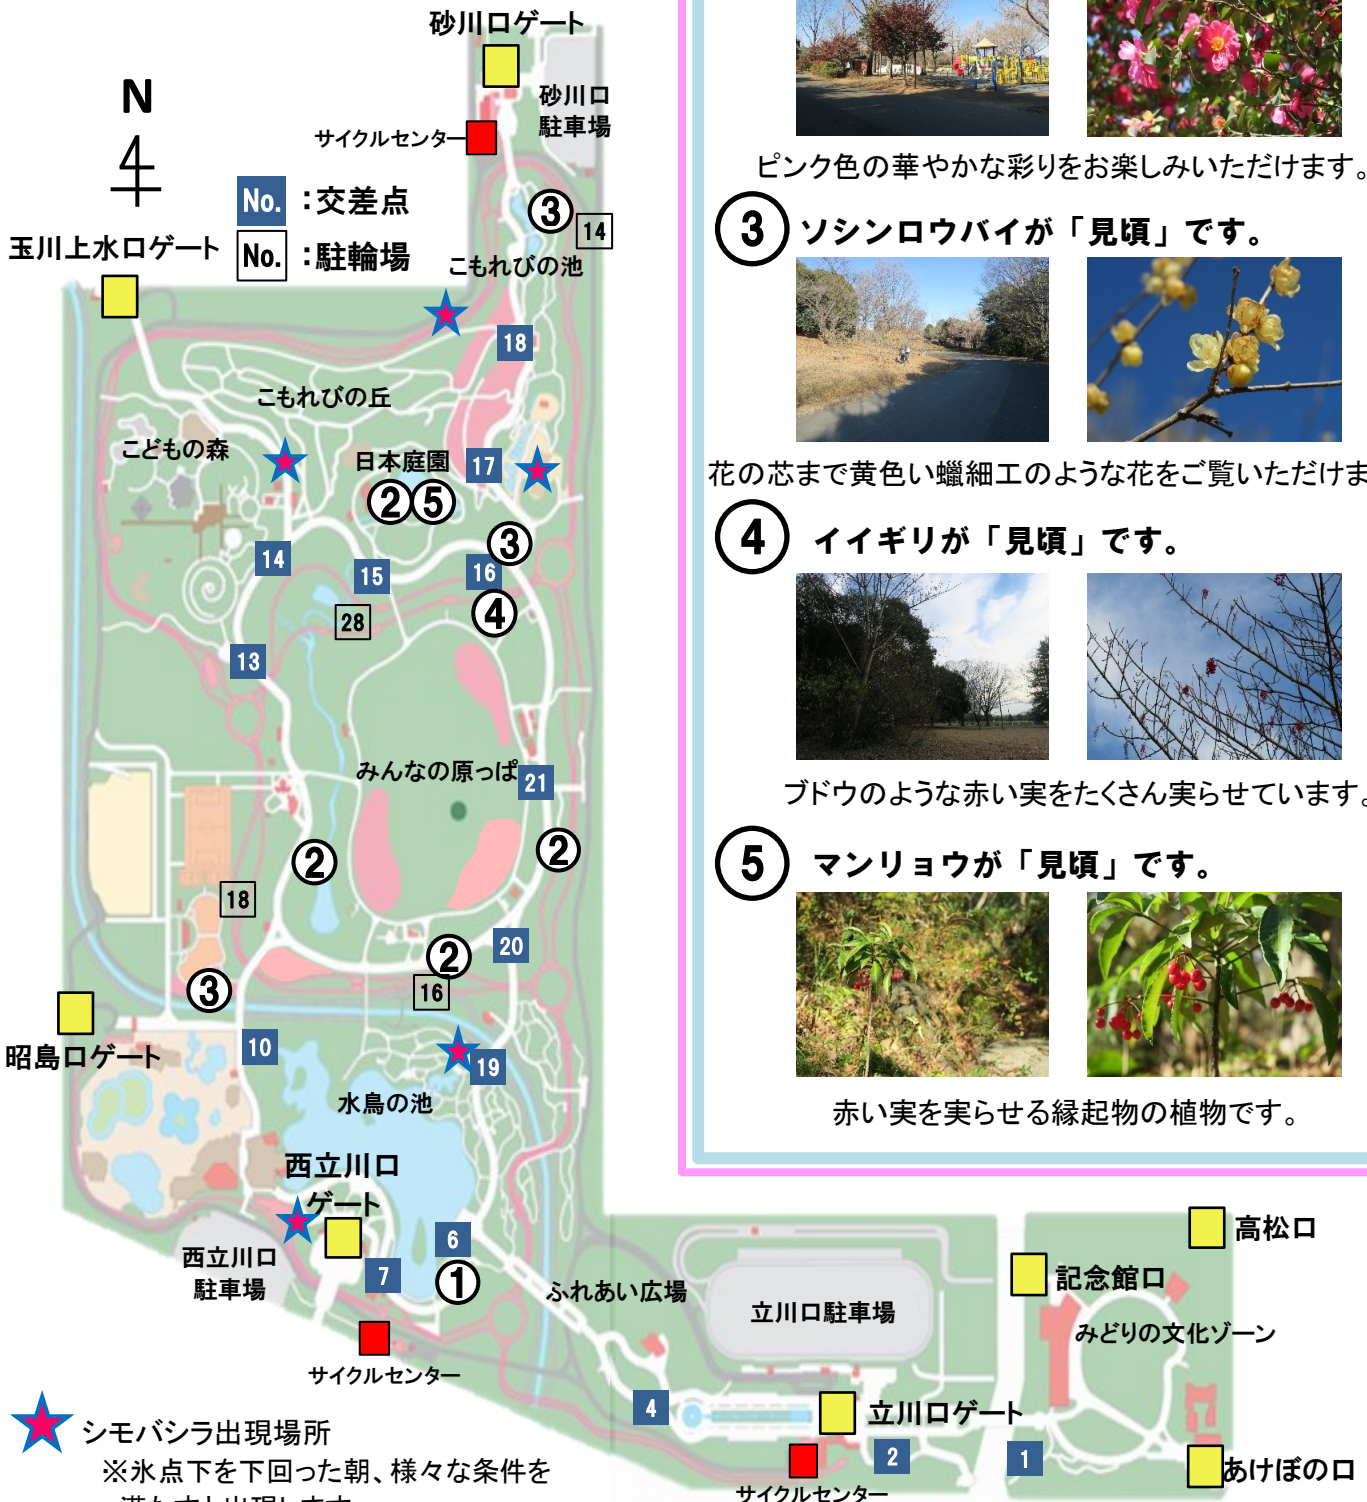 砂川口ゲート
N
砂川口
駐車場
サイクルセンター
No. ：交差点
No. ：駐輪場
③
14
玉川上水口ゲート
こもれびの池
18
こもれびの丘
こどもの森
日本庭園
17
②⑤
③
14
15
16
④
28
13
みんなの原っぱ
21
②
②
18
20
②
③
16
昭島口ゲート
10
19
水鳥の池
西立川口
ゲート
6
7
①
西立川口
駐車場
サイクルセンター
ふれあい広場
立川口駐車場
高松口
記念館口
みどりの文化ゾーン
4
立川口ゲート
2
1
あけぼの口
サイクルセンター
シモバシラ出現場所
※氷点下を下回った朝、様々な条件を
満たすと出現します
ピンク色の華やかな彩りをお楽しみいただけます。
③ ソシンロウバイが「見頃」です。
花の芯まで黄色い蠟細工のような花をご覧いただけま
④ イイギリが「見頃」です。
ブドウのような赤い実をたくさん実らせています。
⑤ マンリョウが「見頃」です。
赤い実を実らせる縁起物の植物です。